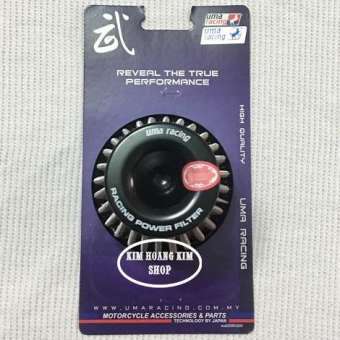 武
uma
racing
uma
racing
REVEAL THE TRUE
PERFORMANCE
HIGH QUALITY
UMA RACING
uma racing
RACING POWER FILTER
KIM HOANG KIM
SHOP
WWW.UMARACING.COM.MY
MOTORCYCLE ACCESSORIES & PARTS
TECHNOLOGY BY JAPAN